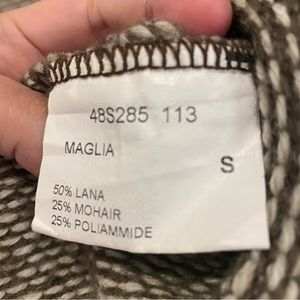 48S285 113
MAGLIA
S
50% LANA
25% MOHAIR
25% POLIAMMIDE